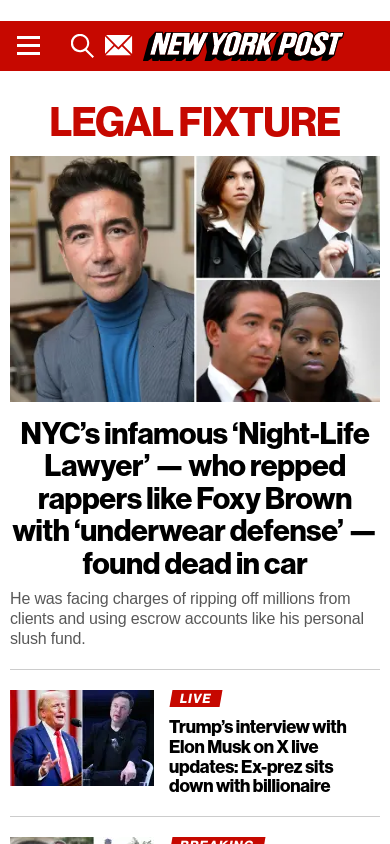 NEW YORK POST
LEGAL FIXTURE
NYC’s infamous ‘Night-Life
Lawyer’ — who repped
rappers like Foxy Brown
with ‘underwear defense’ —
found dead in car
He was facing charges of ripping off millions from
clients and using escrow accounts like his personal
slush fund.
LIVE
Trump’s interview with
Elon Musk on X live
updates: Ex-prez sits
down with billionaire
BREAKING